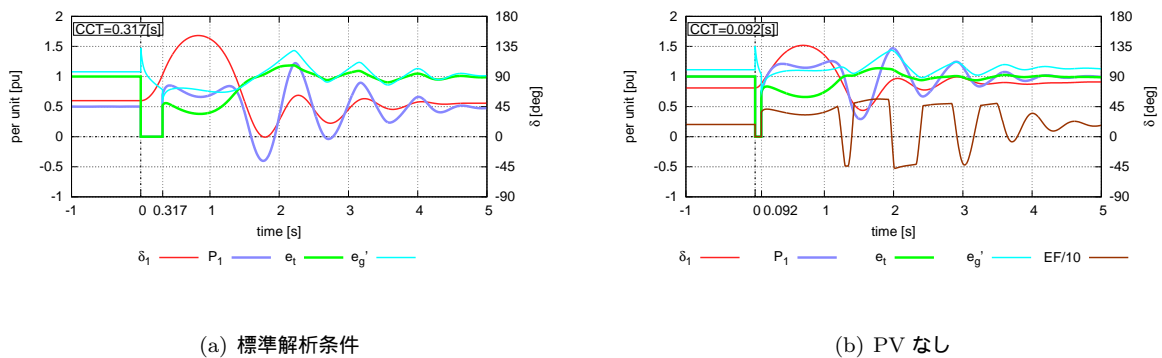 CCT=0.317[s]
per unit [pu]
2
1.5
1
0.5
0
-0.5
-1
180
135
90
45
0
-45
-90
δ [deg]
-1 0 0.317 1 2 3 4 5
time [s]
δ1 P1 et eg'
(a) 標準解析条件
CCT=0.092[s]
per unit [pu]
2
1.5
1
0.5
0
-0.5
-1
180
135
90
45
0
-45
-90
δ [deg]
-1 0 0.092 1 2 3 4 5
time [s]
δ1 P1 et eg' EF/10
(b) PV なし